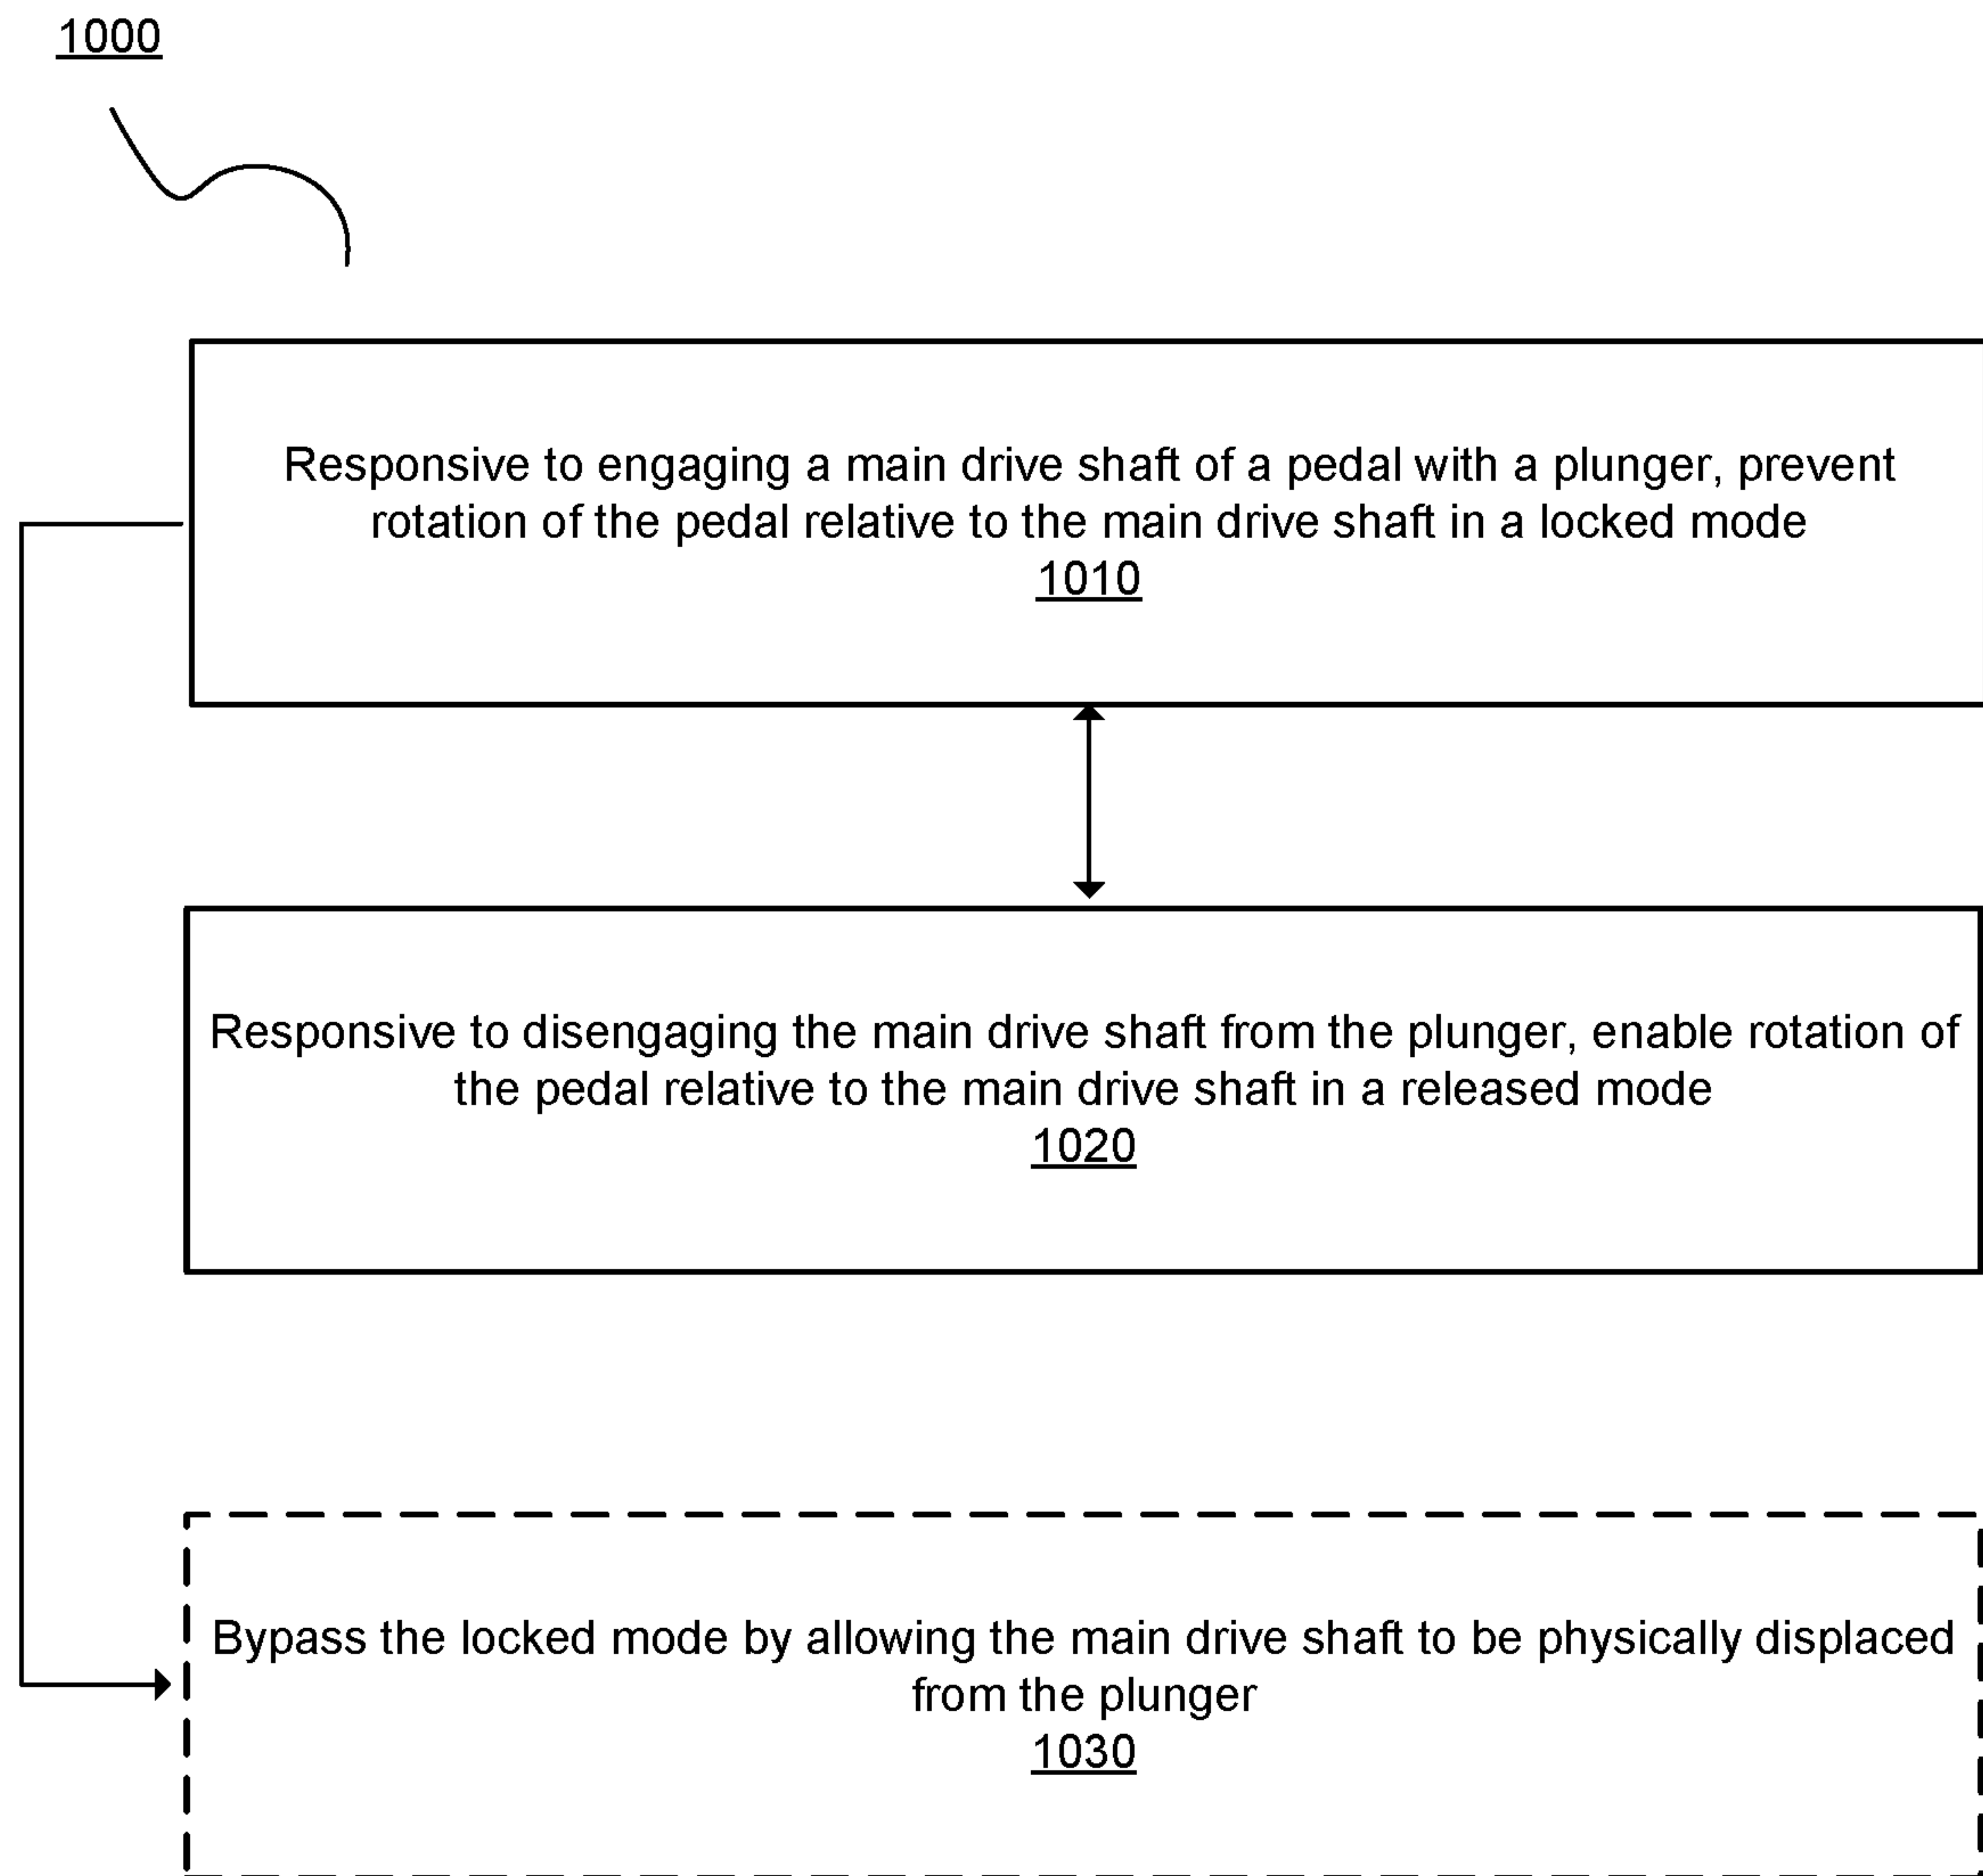 1000
Responsive to engaging a main drive shaft of a pedal with a plunger, prevent
rotation of the pedal relative to the main drive shaft in a locked mode
1010
Responsive to disengaging the main drive shaft from the plunger, enable rotation of
the pedal relative to the main drive shaft in a released mode
1020
Bypass the locked mode by allowing the main drive shaft to be physically displaced
from the plunger
1030